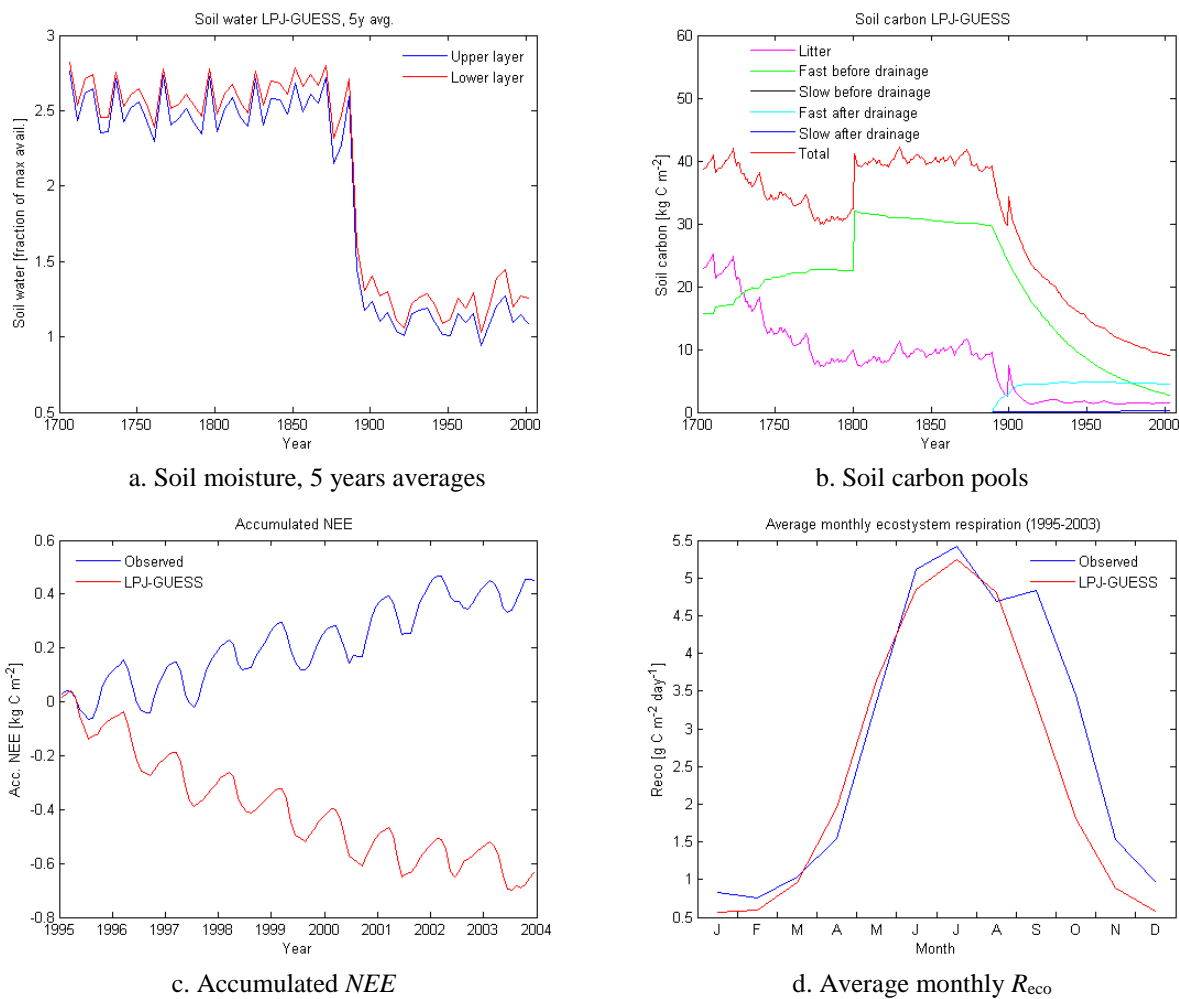 Soil water LPJ-GUESS, 5y avg.
3
2.5
2
1.5
1
0.5
Soil water [fraction of max avail.]
Upper layer
Lower layer
1700 1750 1800 1850 1900 1950 2000
Year
a. Soil moisture, 5 years averages
Soil carbon LPJ-GUESS
60
50
40
30
20
10
0
Soil carbon [kg C m-2]
Litter
Fast before drainage
Slow before drainage
Fast after drainage
Slow after drainage
Total
1700 1750 1800 1850 1900 1950 2000
Year
b. Soil carbon pools
Accumulated NEE
0.6
0.4
0.2
0
-0.2
-0.4
-0.6
-0.8
Acc. NEE [kg C m-2]
Observed
LPJ-GUESS
1995 1996 1997 1998 1999 2000 2001 2002 2003 2004
Year
c. Accumulated NEE
Average monthly ecostystem respiration (1995-2003)
5.5
5
4.5
4
3.5
3
2.5
2
1.5
1
0.5
Reco [g C m-2 day-1]
Observed
LPJ-GUESS
J F M A M J J A S O N D
Month
d. Average monthly Reco